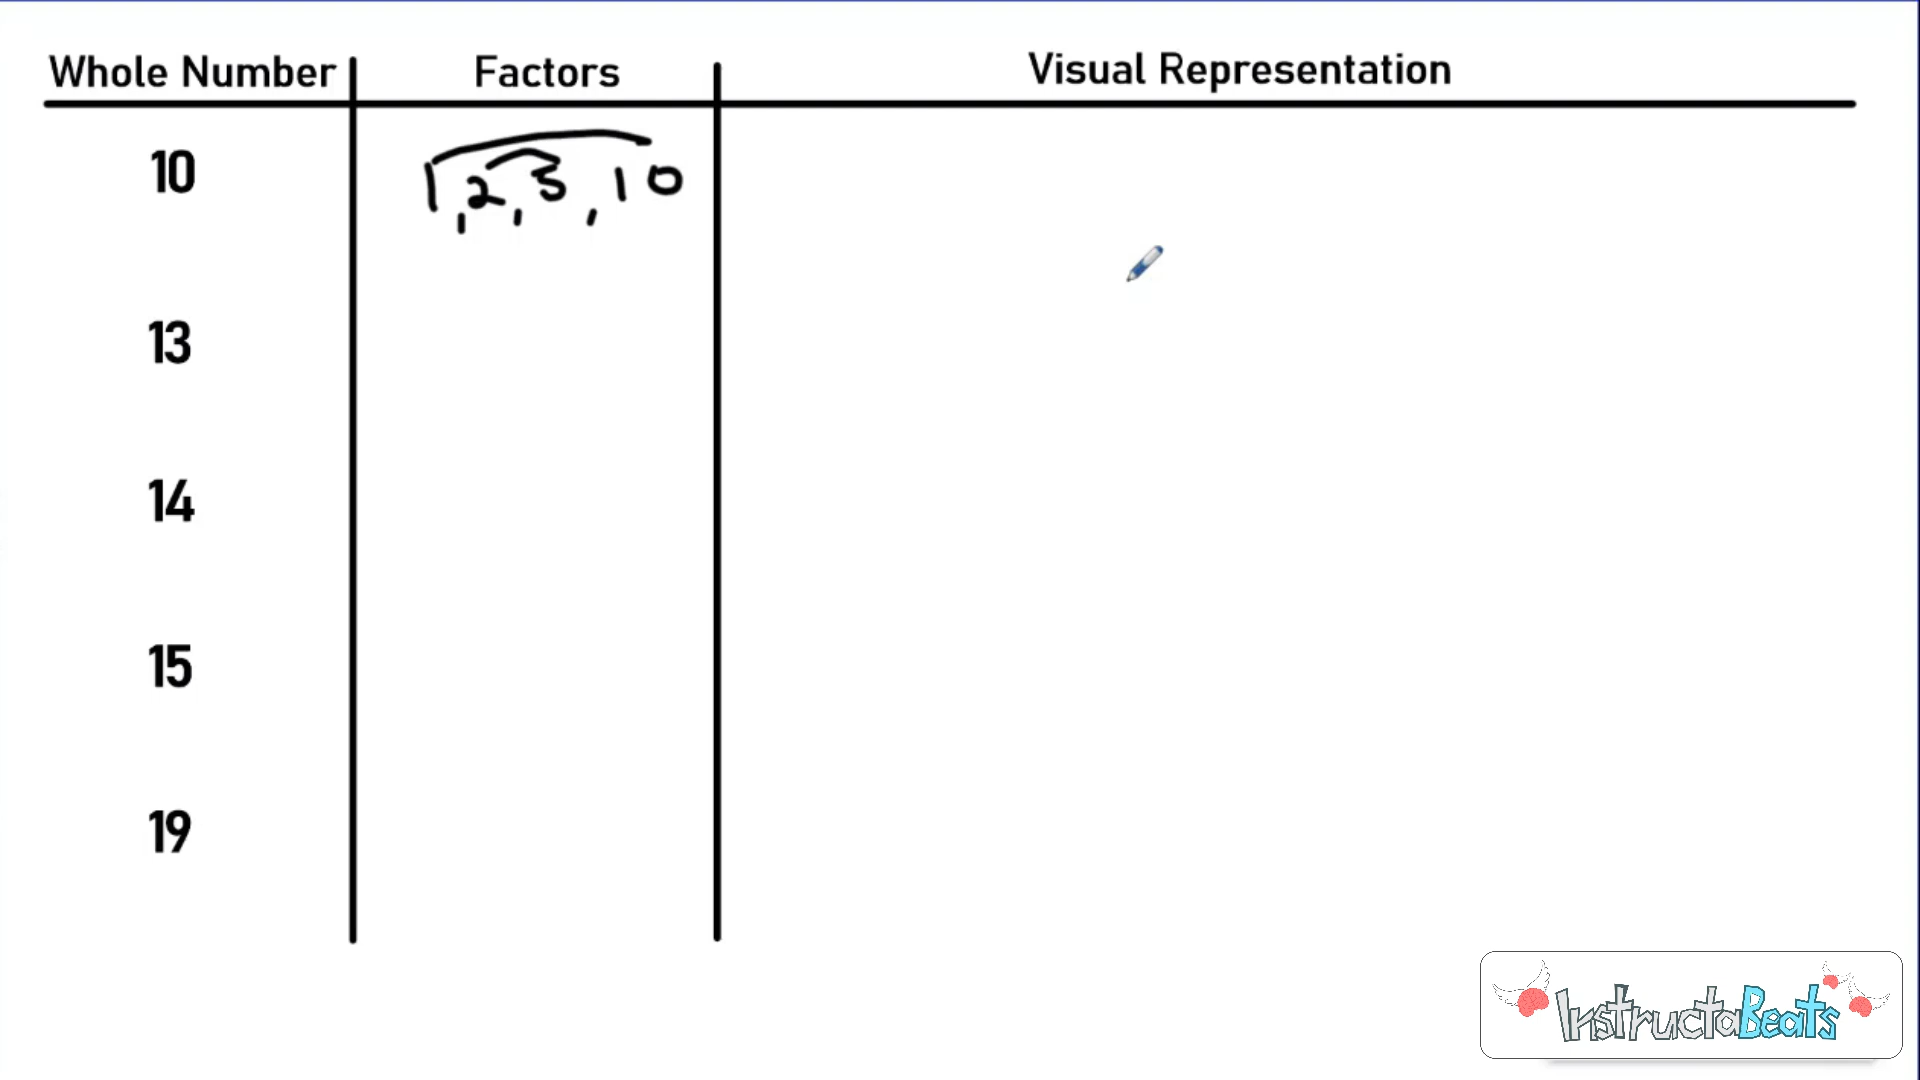 Whole Number Factors Visual Representation
10 1, 2, 5, 10
13
14
15
19
InstructaBeats